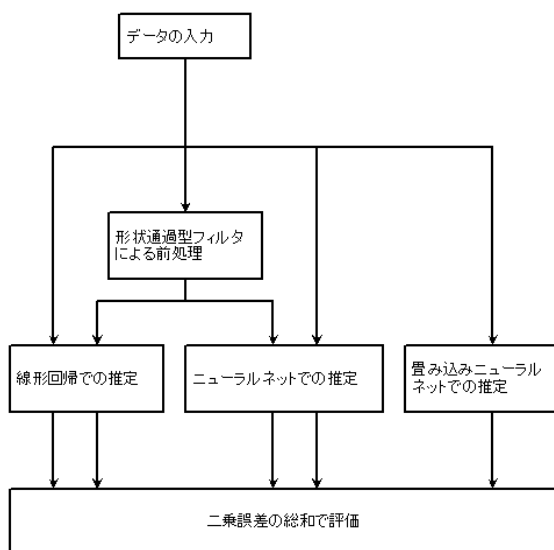 データの入力
形状通過型フィルタ
による前処理
線形回帰での推定
ニューラルネットでの推定
畳み込みニューラル
ネットでの推定
二乗誤差の総和で評価